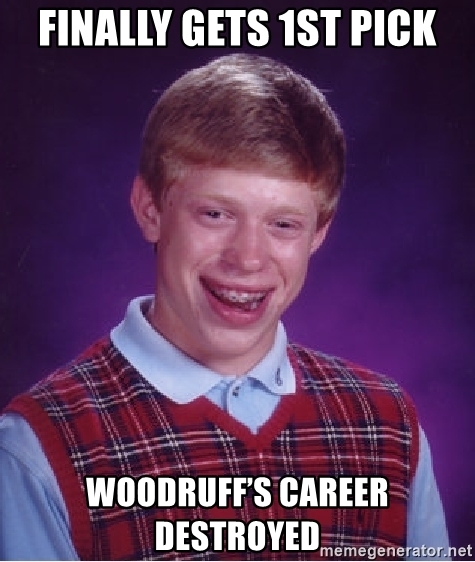 FINALLY GETS 1ST PICK
WOODRUFF’S CAREER
DESTROYED
memegenerator.net